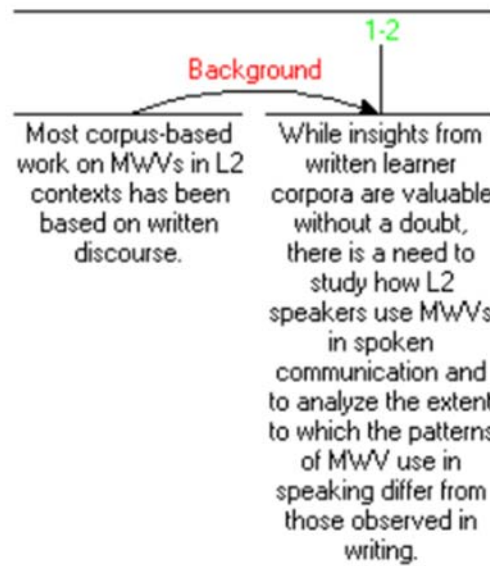 1-2
Background
Most corpus-based
work on MWVs in L2
contexts has been
based on written
discourse.
While insights from
written learner
corpora are valuable
without a doubt,
there is a need to
study how L2
speakers use MWVs
in spoken
communication and
to analyze the extent
to which the patterns
of MWV use in
speaking differ from
those observed in
writing.